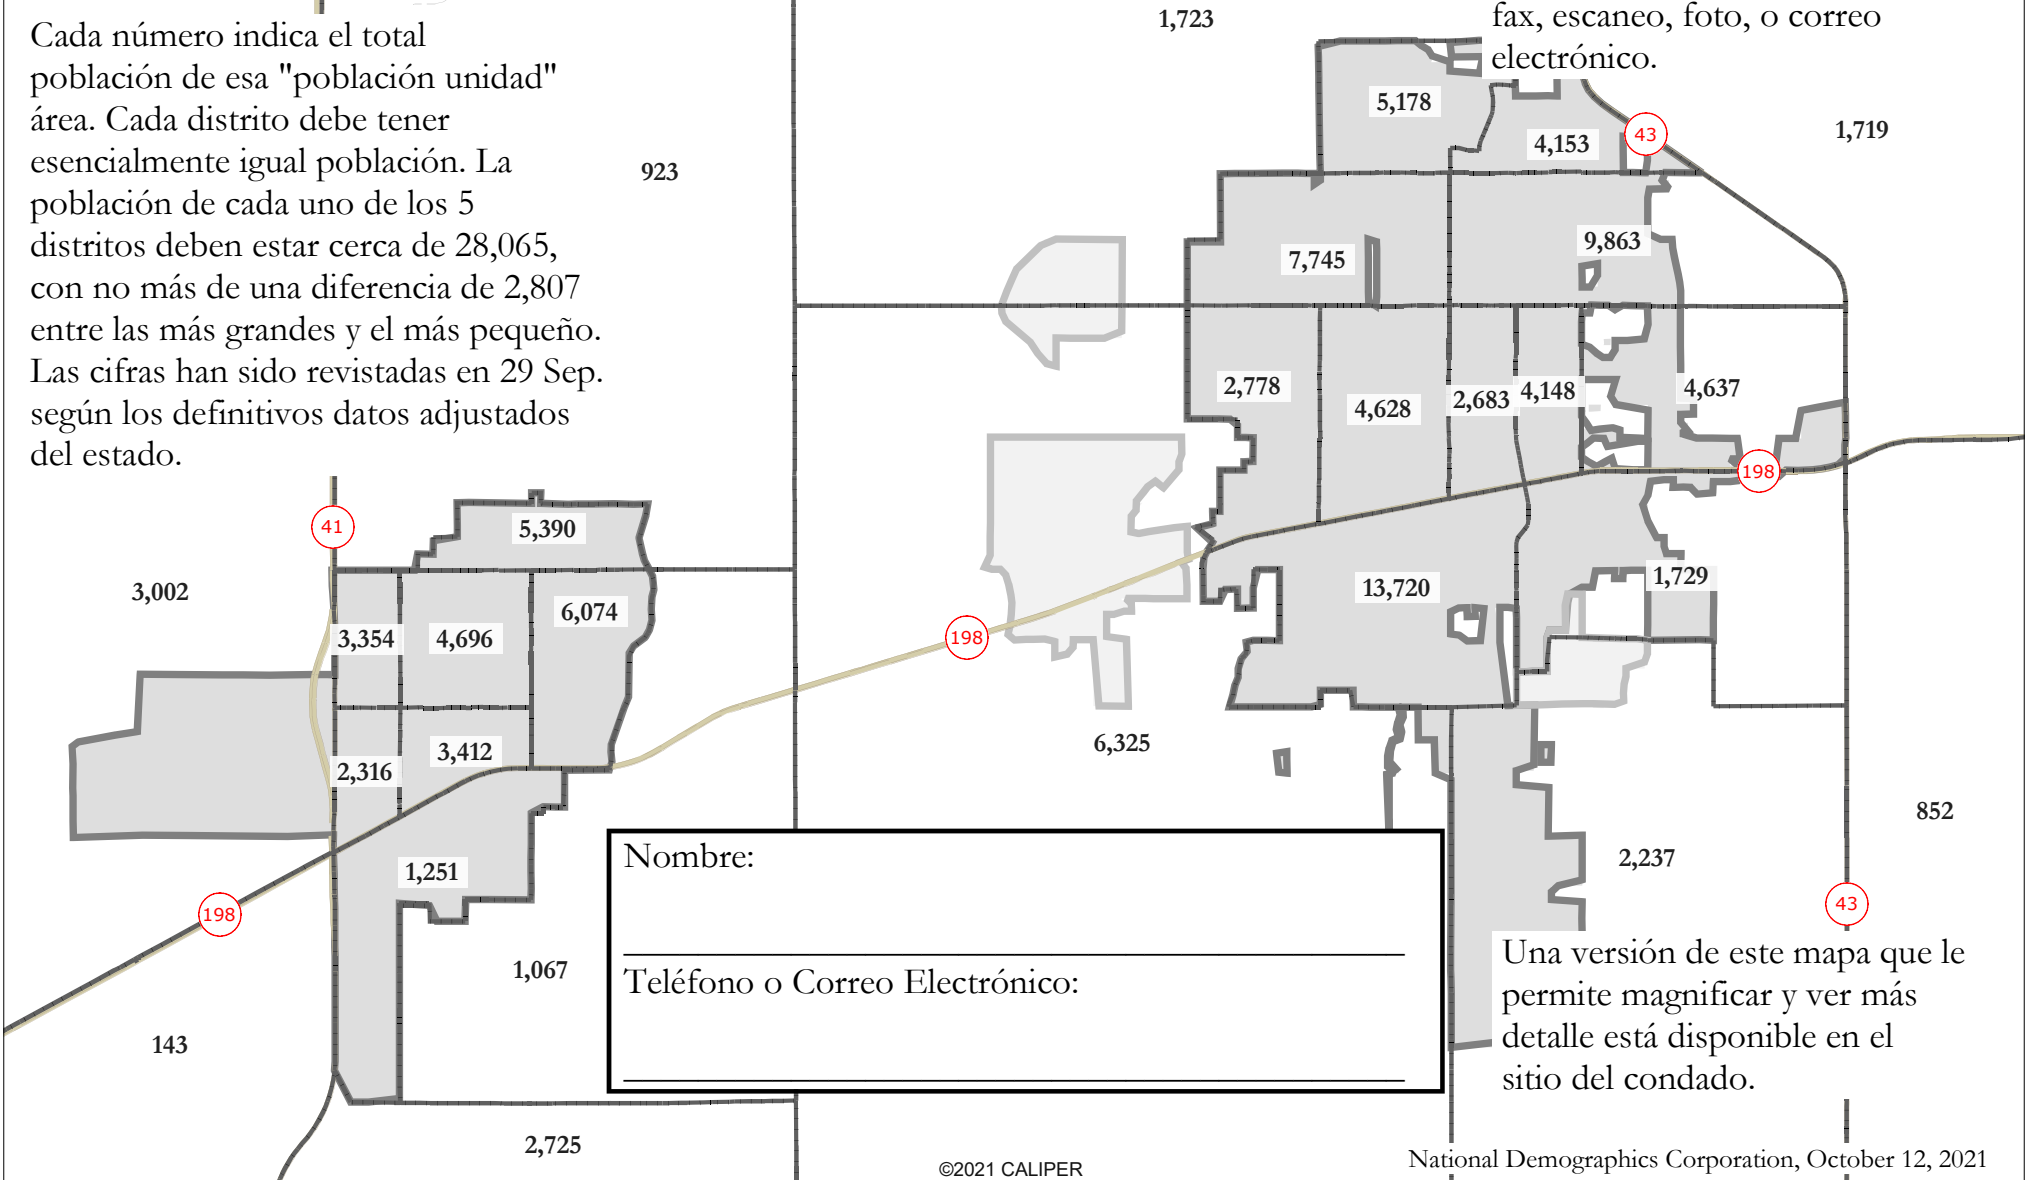 Cada número indica el total
población de esa "población unidad"
área. Cada distrito debe tener
esencialmente igual población. La
población de cada uno de los 5
distritos deben estar cerca de 28,065,
con no más de una diferencia de 2,807
entre las más grandes y el más pequeño.
Las cifras han sido revistadas en 29 Sep.
según los definitivos datos adjustados
del estado.
fax, escaneo, foto, o correo
electrónico.
1,723
5,178
4,153
43
1,719
923
7,745
9,863
2,778
4,628
2,683
4,148
4,637
198
41
5,390
3,002
3,354
4,696
6,074
198
13,720
1,729
2,316
3,412
6,325
1,251
198
852
2,237
43
1,067
143
2,725
Nombre:
Teléfono o Correo Electrónico:
Una versión de este mapa que le
permite magnificar y ver más
detalle está disponible en el
sitio del condado.
©2021 CALIPER
National Demographics Corporation, October 12, 2021